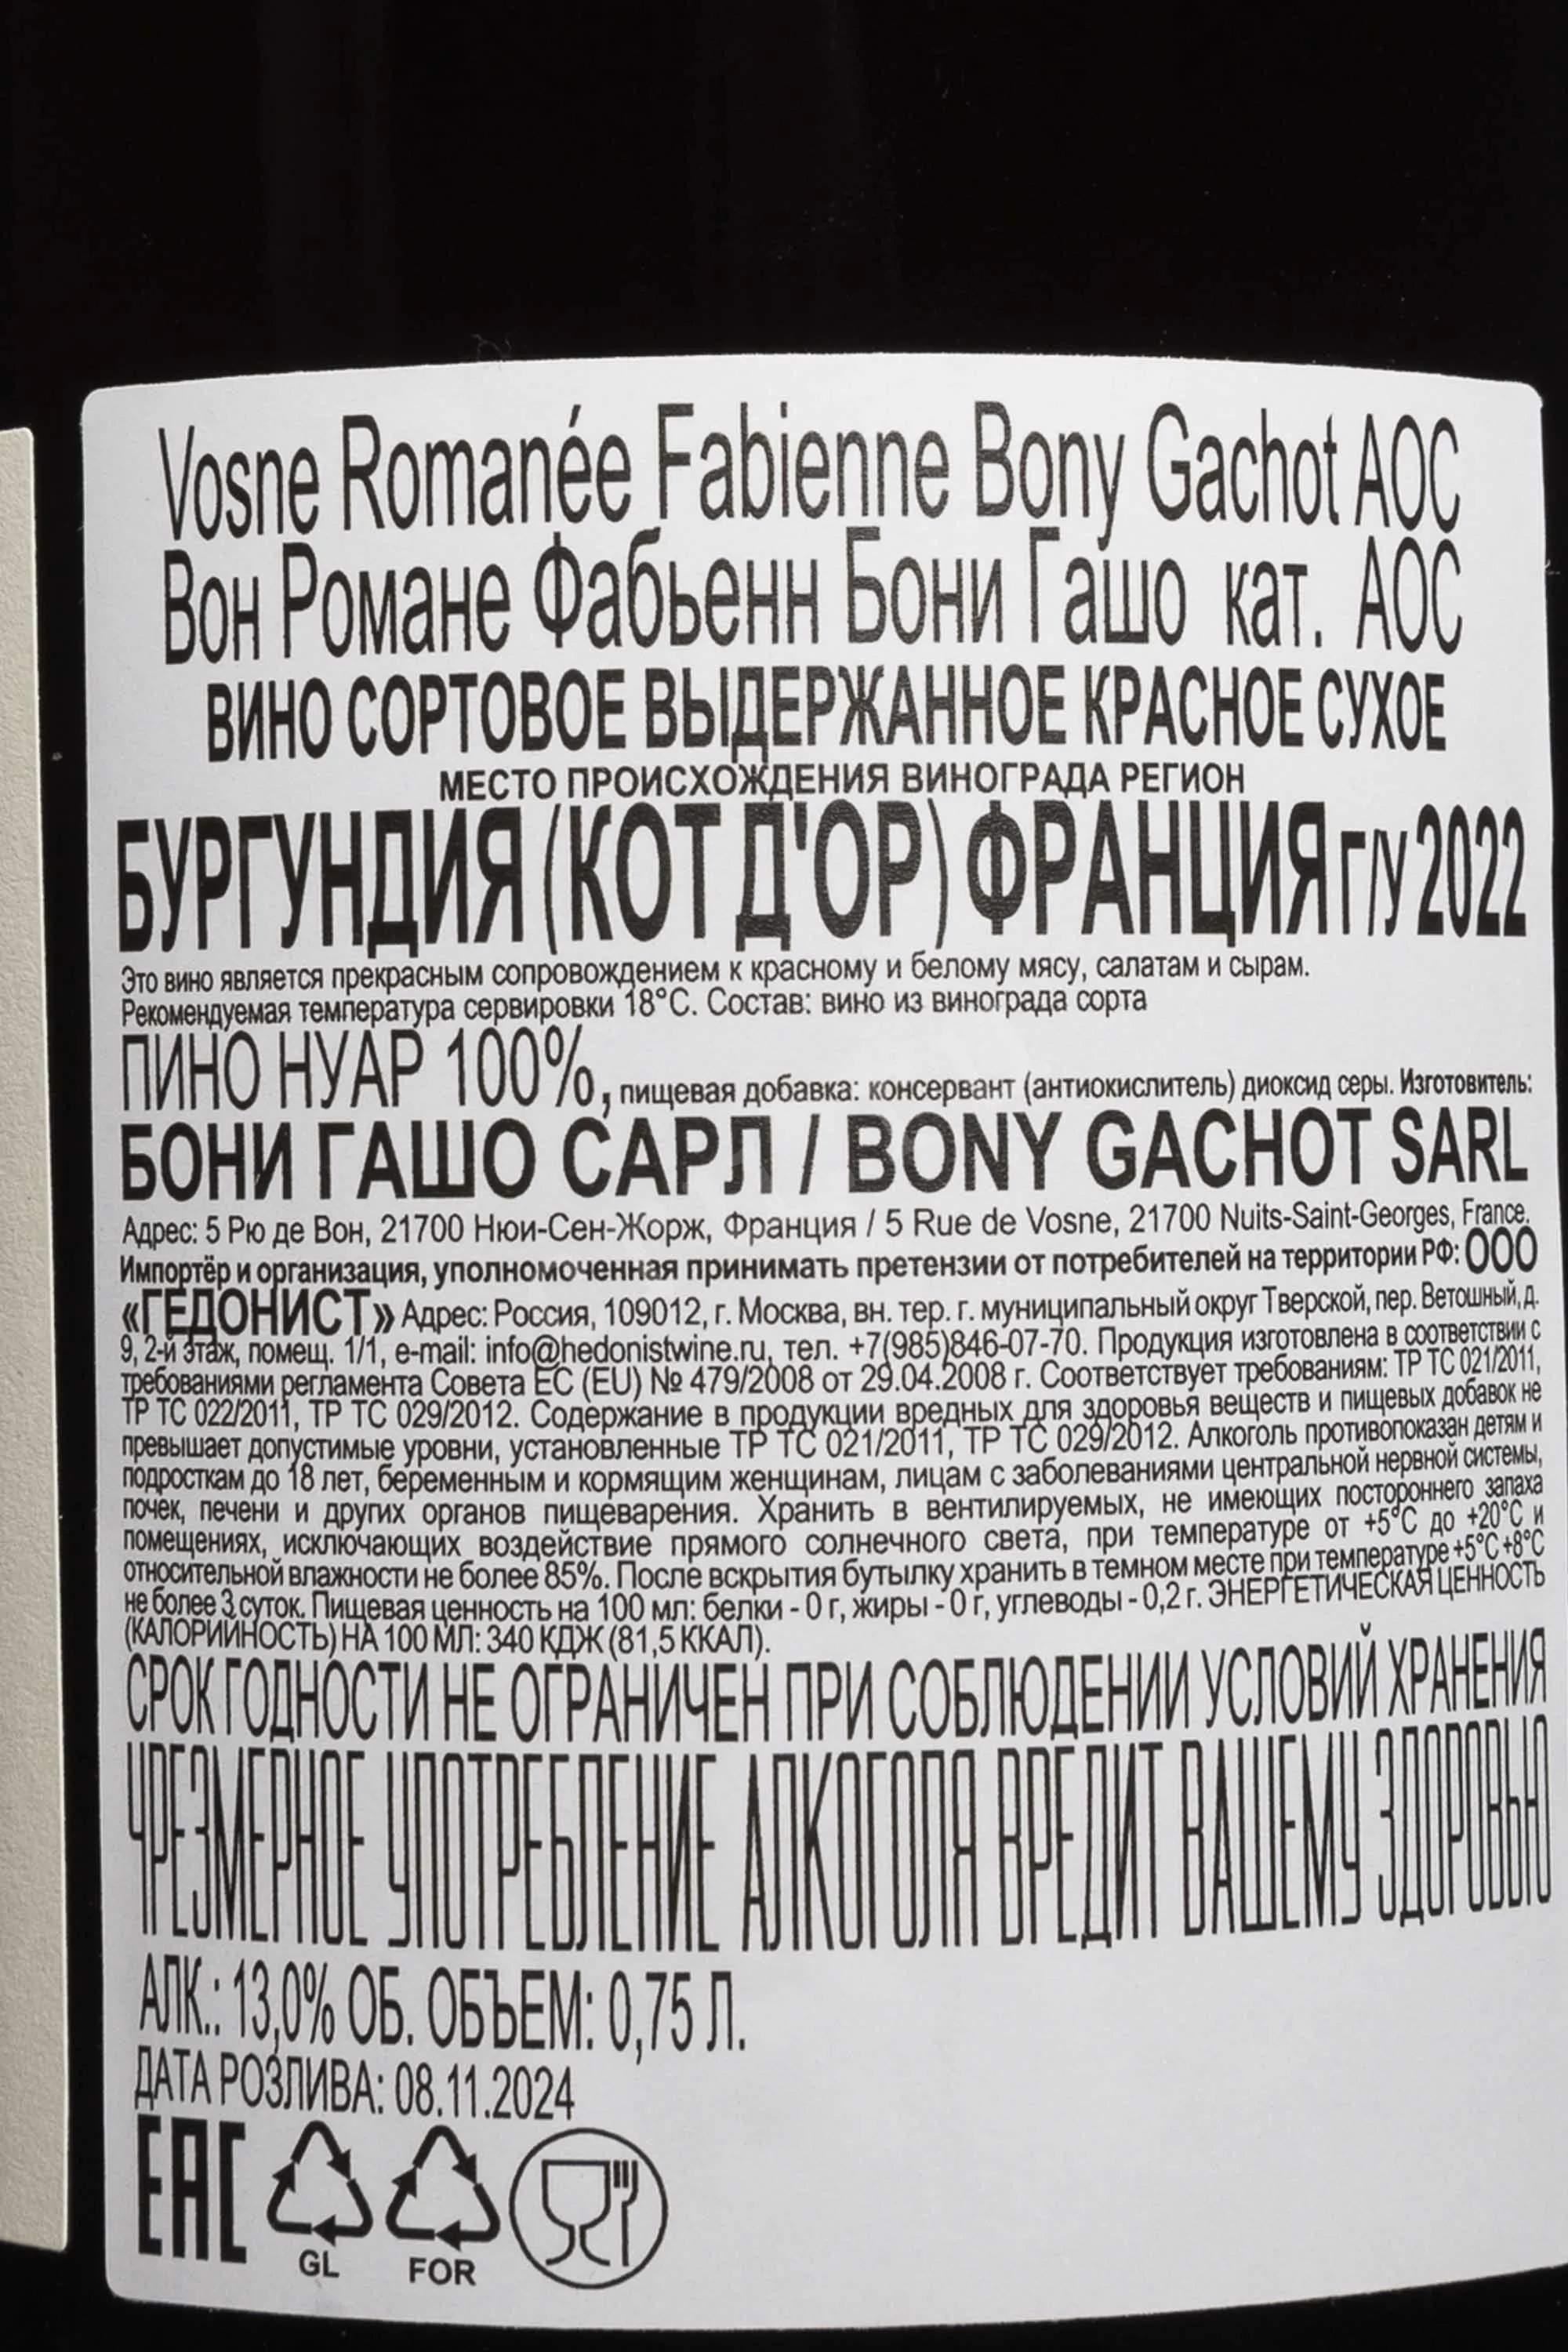 Vosne Romanée Fabienne Bony Gachot AOC
Вон Романе Фабьенн Бони Гашо кат. АОС
ВИНО СОРТОВОЕ ВЫДЕРЖАННОЕ КРАСНОЕ СУХОЕ
МЕСТО ПРОИСХОЖДЕНИЯ ВИНОГРАДА РЕГИОН
БУРГУНДИЯ (КОТ Д'ОР) ФРАНЦИЯ Г/У 2022
Это вино является прекрасным сопровождением к красному и белому мясу, салатам и сырам.
Рекомендуемая температура сервировки 18°C. Состав: вино из винограда сорта
ПИНО НУАР 100%, пищевая добавка: консервант (антиокислитель) диоксид серы. Изготовитель:
БОНИ ГАШО САРЛ / BONY GACHOT SARL
Адрес: 5 Рю де Вон, 21700 Нюи-Сен-Жорж, Франция / 5 Rue de Vosne, 21700 Nuits-Saint-Georges, France.
Импортёр и организация, уполномоченная принимать претензии от потребителей на территории РФ: ООО
«ГЕДОНИСТ» Адрес: Россия, 109012, г. Москва, вн. тер. г. муниципальный округ Тверской, пер. Ветошный, д.
9, 2-й этаж, помещ. 1/1, e-mail: info@hedonistwine.ru, тел. +7(985)846-07-70. Продукция изготовлена в соответствии с
требованиями регламента Совета ЕС (EU) № 479/2008 от 29.04.2008 г. Соответствует требованиям: ТР ТС 021/2011,
ТР ТС 022/2011, ТР ТС 029/2012. Содержание в продукции вредных для здоровья веществ и пищевых добавок не
превышает допустимые уровни, установленные ТР ТС 021/2011, ТР ТС 029/2012. Алкоголь противопоказан детям и
подросткам до 18 лет, беременным и кормящим женщинам, лицам с заболеваниями центральной нервной системы,
почек, печени и других органов пищеварения. Хранить в вентилируемых, не имеющих постороннего запаха
помещениях, исключающих воздействие прямого солнечного света, при температуре от +5°C до +20°C и
относительной влажности не более 85%. После вскрытия бутылку хранить в темном месте при температуре +5°C +8°C
не более 3 суток. Пищевая ценность на 100 мл: белки - 0 г, жиры - 0 г, углеводы - 0,2 г. ЭНЕРГЕТИЧЕСКАЯ ЦЕННОСТЬ
(КАЛОРИЙНОСТЬ) НА 100 МЛ: 340 КДЖ (81,5 ККАЛ).
СРОК ГОДНОСТИ НЕ ОГРАНИЧЕН ПРИ СОБЛЮДЕНИИ УСЛОВИЙ ХРАНЕНИЯ
ЧРЕЗМЕРНОЕ УПОТРЕБЛЕНИЕ АЛКОГОЛЯ ВРЕДИТ ВАШЕМУ ЗДОРОВЬЮ
АЛК.: 13,0% ОБ. ОБЪЕМ: 0,75 Л.
ДАТА РОЗЛИВА: 08.11.2024
EAC
GL FOR